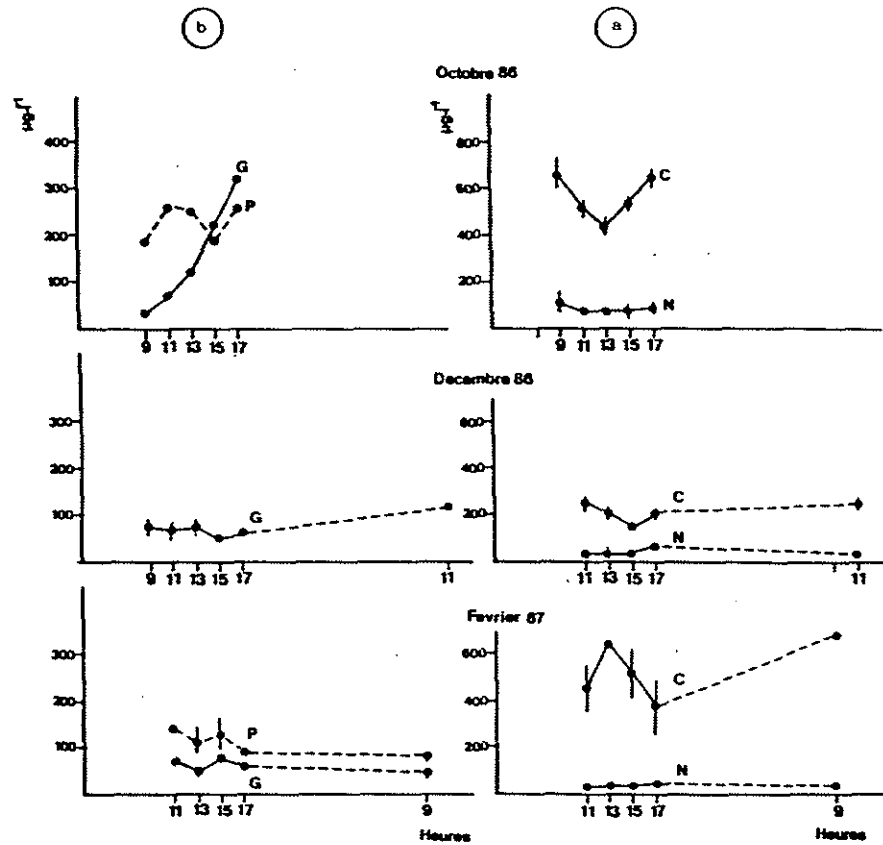 b
a
Octobre 86
µg.l-1
400
300
200
100
G
P
9 11 13 15 17
µg.l-1
800
600
400
200
C
N
9 11 13 15 17
Decembre 86
300
200
100
G
9 11 13 15 17 11
600
400
200
C
N
11 13 15 17 11
Fevrier 87
300
200
100
P
G
11 13 15 17 9
Heures
600
400
200
C
N
11 13 15 17 9
Heures